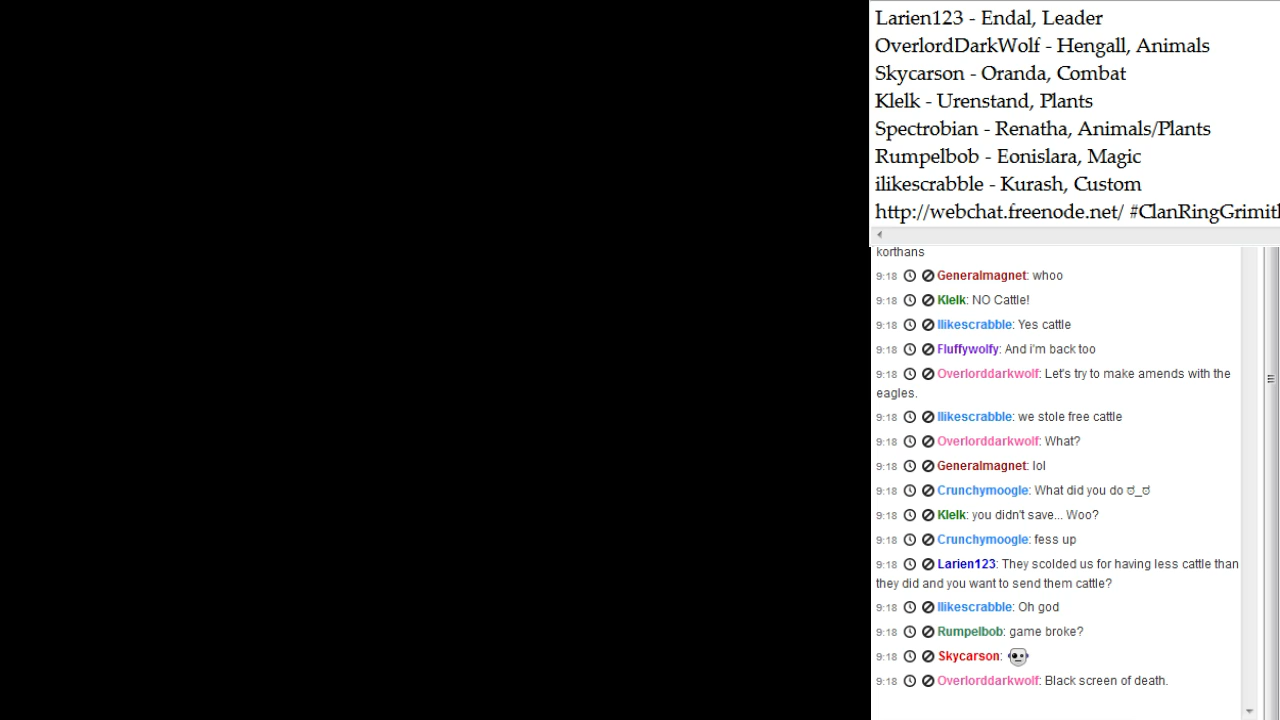 Larien123 - Endal, Leader
OverlordDarkWolf - Hengall, Animals
Skycarson - Oranda, Combat
Klelk - Urenstand, Plants
Spectrobian - Renatha, Animals/Plants
Rumpelbob - Eonislara, Magic
ilikescrabble - Kurash, Custom
http://webchat.freenode.net/ #ClanRingGrimith
korthans
9:18 Generalmagnet: whoo
9:18 Klelk: NO Cattle!
9:18 Ilikescrabble: Yes cattle
9:18 Fluffywolfy: And i'm back too
9:18 Overlorddarkwolf: Let's try to make amends with the
eagles.
9:18 Ilikescrabble: we stole free cattle
9:18 Overlorddarkwolf: What?
9:18 Generalmagnet: lol
9:18 Crunchymoogle: What did you do ಠ_ಠ
9:18 Klelk: you didn't save... Woo?
9:18 Crunchymoogle: fess up
9:18 Larien123: They scolded us for having less cattle than
they did and you want to send them cattle?
9:18 Ilikescrabble: Oh god
9:18 Rumpelbob: game broke?
9:18 Skycarson:
9:18 Overlorddarkwolf: Black screen of death.